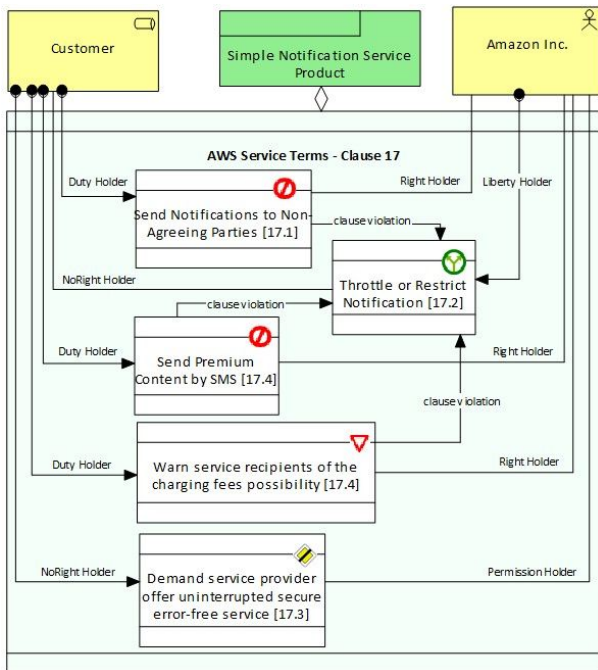 Customer
Simple Notification Service
Product
Amazon Inc.
AWS Service Terms - Clause 17
Duty Holder
Right Holder
Liberty Holder
Send Notifications to Non-
Agreeing Parties [17.1]
clause violation
NoRight Holder
Throttle or Restrict
Notification [17.2]
clause violation
Duty Holder
Send Premium
Content by SMS [17.4]
Right Holder
clause violation
Duty Holder
Warn service recipients of the
charging fees possibility [17.4]
Right Holder
NoRight Holder
Demand service provider
offer uninterrupted secure
error-free service [17.3]
Permission Holder